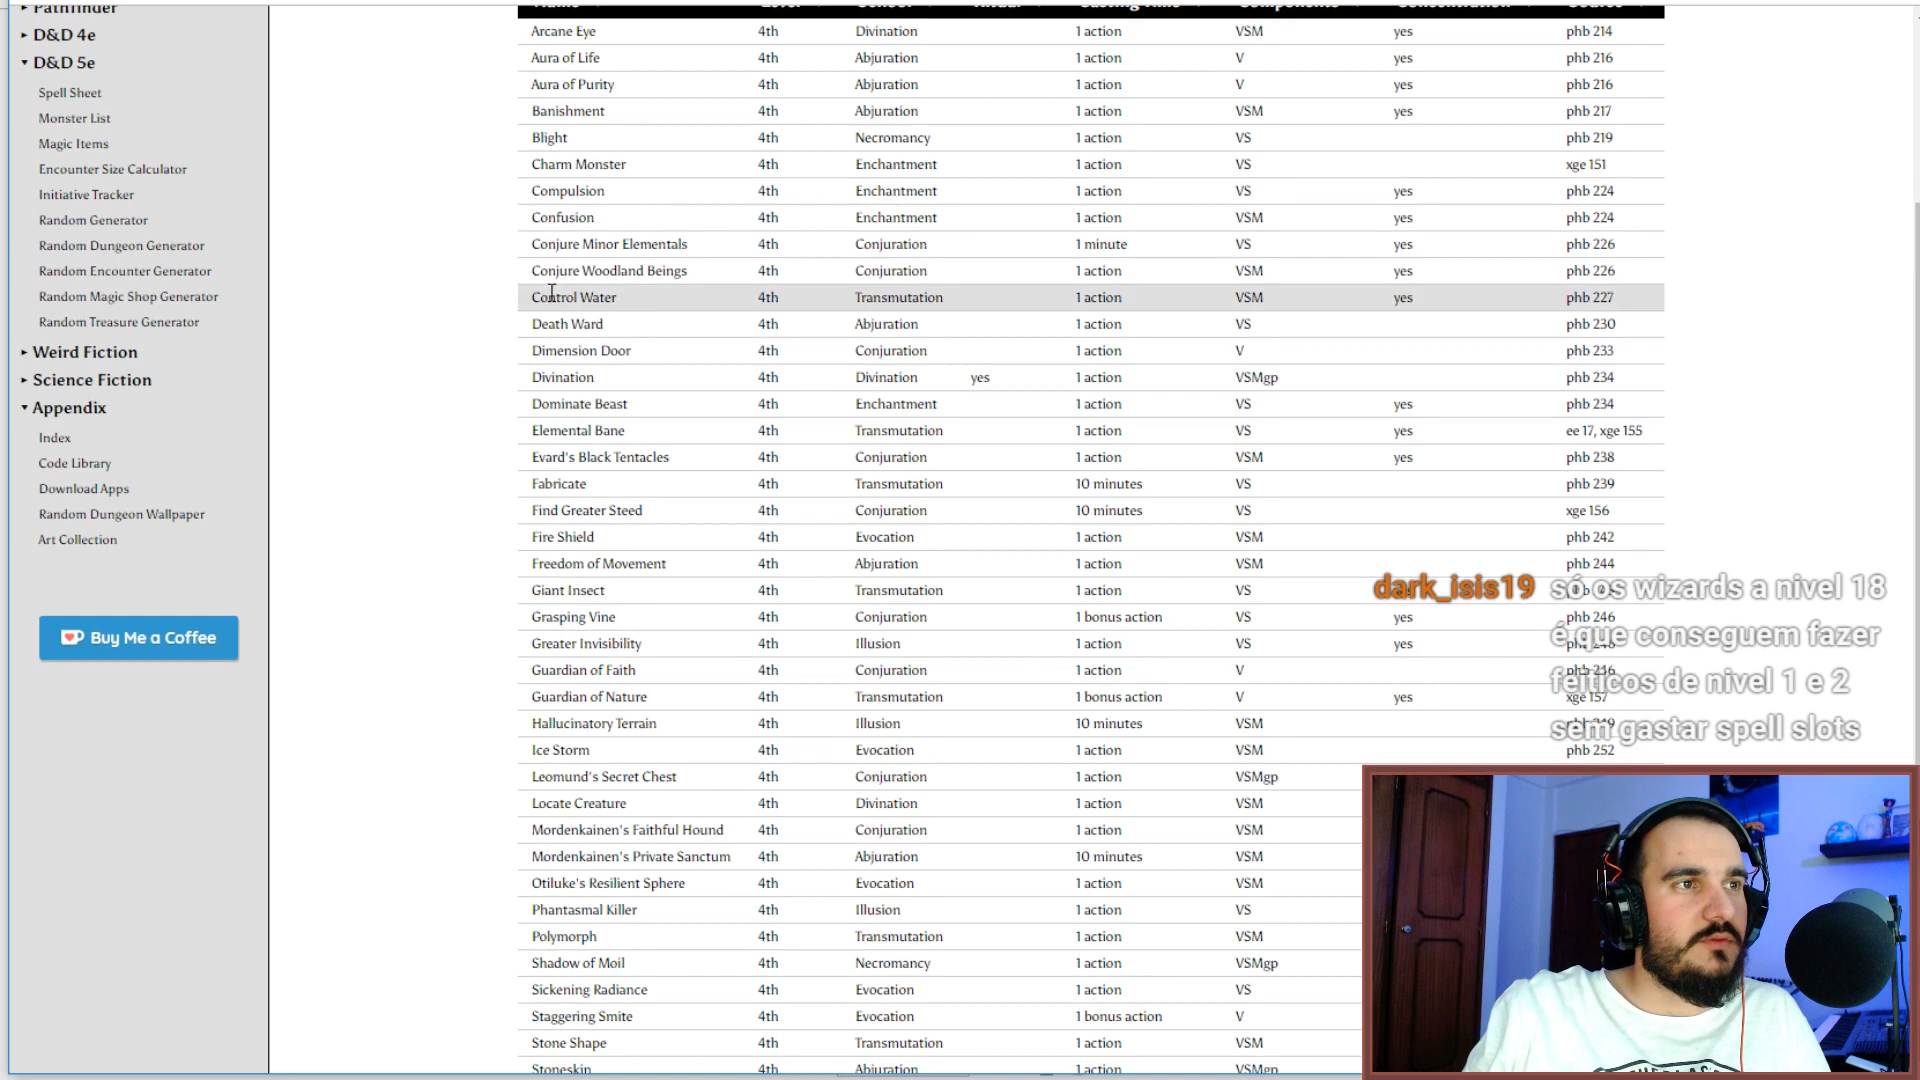 Pathfinder
D&D 4e
D&D 5e
Spell Sheet
Monster List
Magic Items
Encounter Size Calculator
Initiative Tracker
Random Generator
Random Dungeon Generator
Random Encounter Generator
Random Magic Shop Generator
Random Treasure Generator
Weird Fiction
Science Fiction
Appendix
Index
Code Library
Download Apps
Random Dungeon Wallpaper
Art Collection
Buy Me a Coffee
Arcane Eye 4th Divination 1 action VSM yes phb 214
Aura of Life 4th Abjuration 1 action V yes phb 216
Aura of Purity 4th Abjuration 1 action V yes phb 216
Banishment 4th Abjuration 1 action VSM yes phb 217
Blight 4th Necromancy 1 action VS phb 219
Charm Monster 4th Enchantment 1 action VS xge 151
Compulsion 4th Enchantment 1 action VS yes phb 224
Confusion 4th Enchantment 1 action VSM yes phb 224
Conjure Minor Elementals 4th Conjuration 1 minute VS yes phb 226
Conjure Woodland Beings 4th Conjuration 1 action VSM yes phb 226
Control Water 4th Transmutation 1 action VSM yes phb 227
Death Ward 4th Abjuration 1 action VS phb 230
Dimension Door 4th Conjuration 1 action V phb 233
Divination 4th Divination yes 1 action VSMgp phb 234
Dominate Beast 4th Enchantment 1 action VS yes phb 234
Elemental Bane 4th Transmutation 1 action VS yes ee 17, xge 155
Evard's Black Tentacles 4th Conjuration 1 action VSM yes phb 238
Fabricate 4th Transmutation 10 minutes VS phb 239
Find Greater Steed 4th Conjuration 10 minutes VS xge 156
Fire Shield 4th Evocation 1 action VSM phb 242
Freedom of Movement 4th Abjuration 1 action VSM phb 244
Giant Insect 4th Transmutation 1 action VS
Grasping Vine 4th Conjuration 1 bonus action VS yes phb 246
Greater Invisibility 4th Illusion 1 action VS yes
Guardian of Faith 4th Conjuration 1 action V phb 246
Guardian of Nature 4th Transmutation 1 bonus action V yes xge 157
Hallucinatory Terrain 4th Illusion 10 minutes VSM
Ice Storm 4th Evocation 1 action VSM phb 252
Leomund's Secret Chest 4th Conjuration 1 action VSMgp
Locate Creature 4th Divination 1 action VSM
Mordenkainen's Faithful Hound 4th Conjuration 1 action VSM
Mordenkainen's Private Sanctum 4th Abjuration 10 minutes VSM
Otiluke's Resilient Sphere 4th Evocation 1 action VSM
Phantasmal Killer 4th Illusion 1 action VS
Polymorph 4th Transmutation 1 action VSM
Shadow of Moil 4th Necromancy 1 action VSMgp
Sickening Radiance 4th Evocation 1 action VS
Staggering Smite 4th Evocation 1 bonus action V
Stone Shape 4th Transmutation 1 action VSM
Stoneskin 4th Abjuration 1 action VSMgp
dark_isis19 só os wizards a nivel 18
é que conseguem fazer
feiticos de nivel 1 e 2
sem gastar spell slots